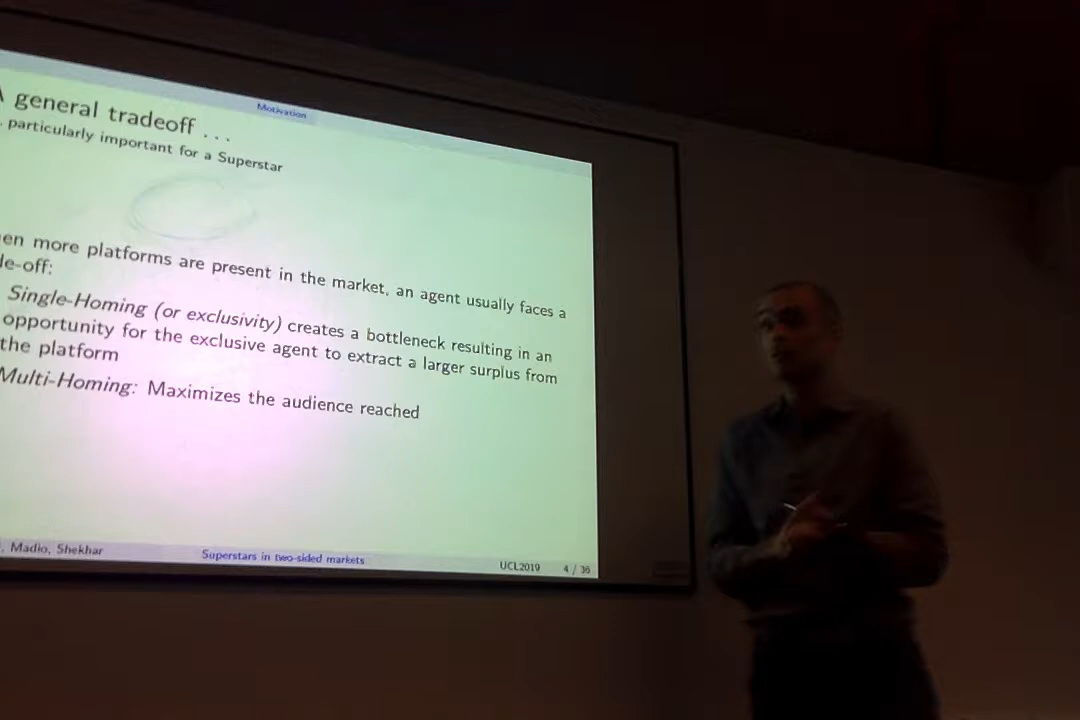 Motivation
A general tradeoff ...
. particularly important for a Superstar
en more platforms are present in the market, an agent usually faces a
de-off:
Single-Homing (or exclusivity) creates a bottleneck resulting in an
opportunity for the exclusive agent to extract a larger surplus from
the platform
Multi-Homing: Maximizes the audience reached
, Madio, Shekhar Superstars in two-sided markets UCL2019 4 / 36